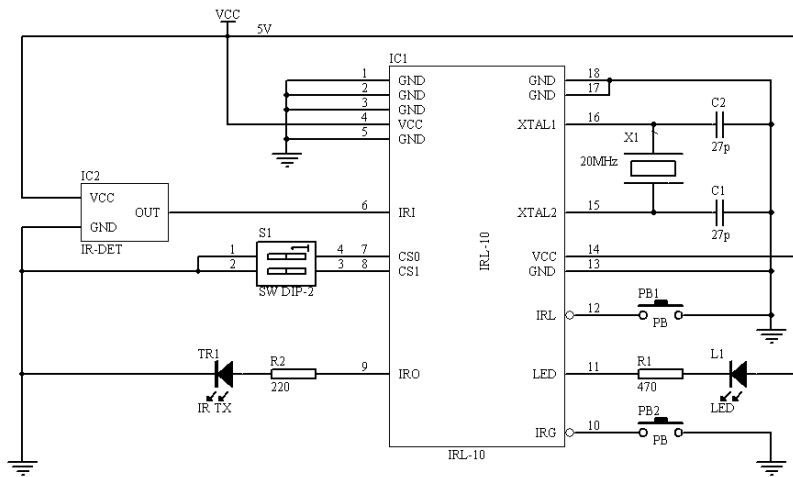 VCC
5V
IC1
1 GND GND 18
2 GND GND 17
3 GND
4 VCC XTAL1 16
5 GND
C2
27p
X1
20MHz
IC2
VCC
GND
OUT
IR-DET
6 IRI XTAL2 15
C1
27p
S1
1 4 7 CS0 VCC 14
2 3 8 CS1 GND 13
1
SW DIP-2
IRL-10
IRL 12
PB1
PB
TR1
IR TX
R2
220
9 IRO LED 11
R1
470
L1
LED
IRG 10
PB2
PB
IRL-10